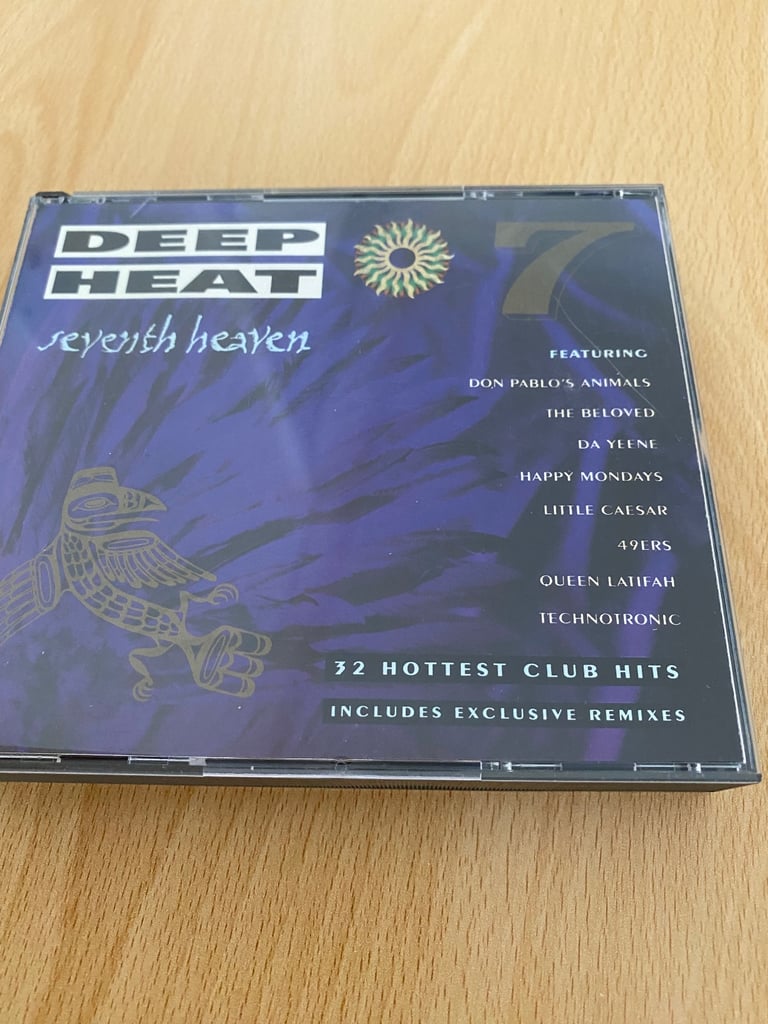 DEEP
HEAT
seventh heaven
7
FEATURING
DON PABLO'S ANIMALS
THE BELOVED
DA YEENE
HAPPY MONDAYS
LITTLE CAESAR
49ERS
QUEEN LATIFAH
TECHNOTRONIC
32 HOTTEST CLUB HITS
INCLUDES EXCLUSIVE REMIXES